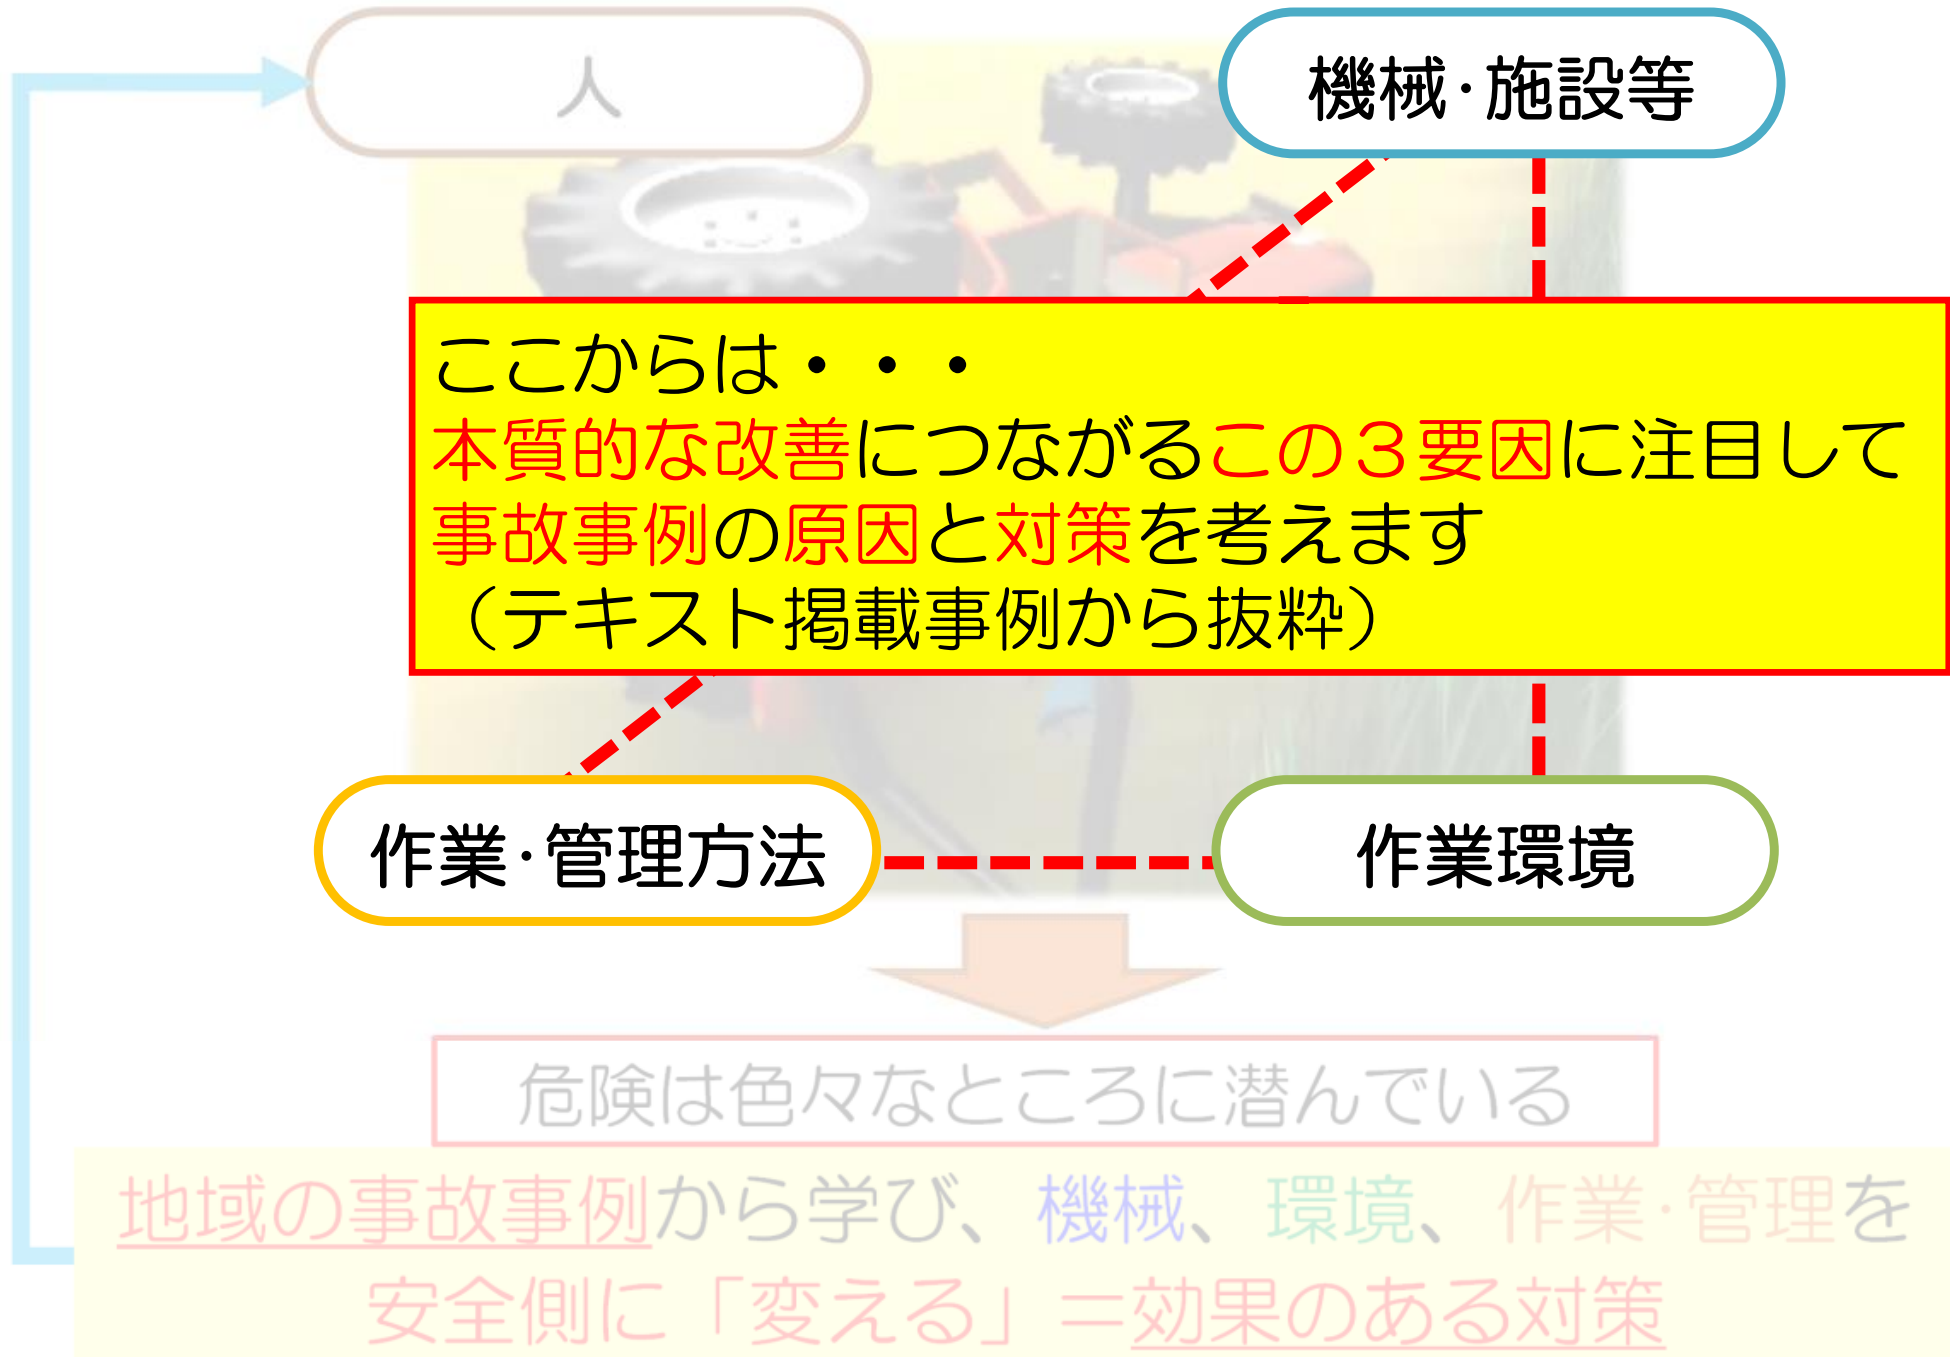 人
機械・施設等
ここからは・・・
本質的な改善につながるこの３要因に注目して
事故事例の原因と対策を考えます
（テキスト掲載事例から抜粋）
作業・管理方法
作業環境
危険は色々なところに潜んでいる
地域の事故事例から学び、機械、環境、作業・管理を
安全側に「変える」＝効果のある対策